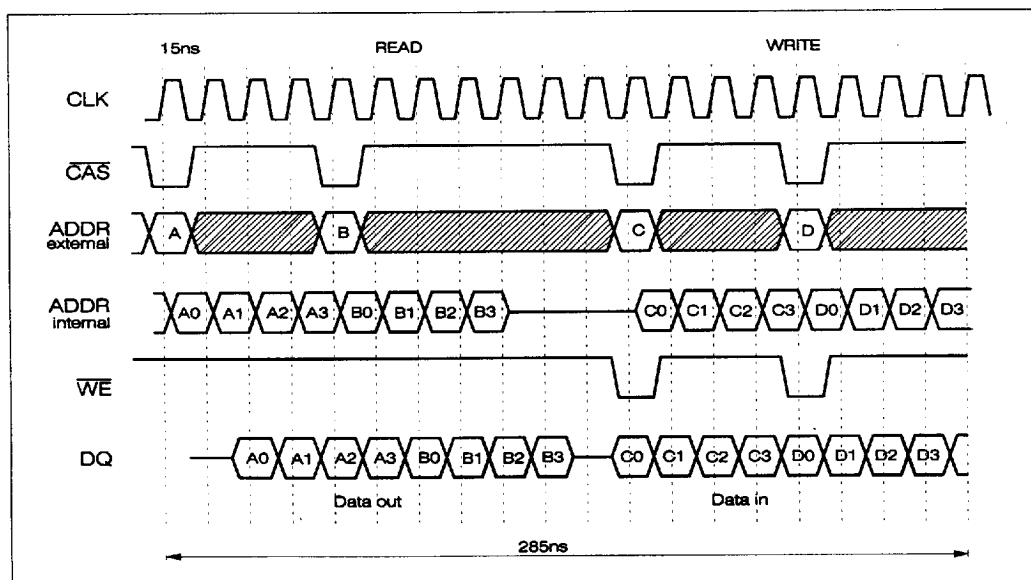 15ns READ WRITE
CLK
CAS
ADDR external A B C D
ADDR internal A0 A1 A2 A3 B0 B1 B2 B3 C0 C1 C2 C3 D0 D1 D2 D3
WE
DQ A0 A1 A2 A3 B0 B1 B2 B3 C0 C1 C2 C3 D0 D1 D2 D3
Data out Data in
285ns